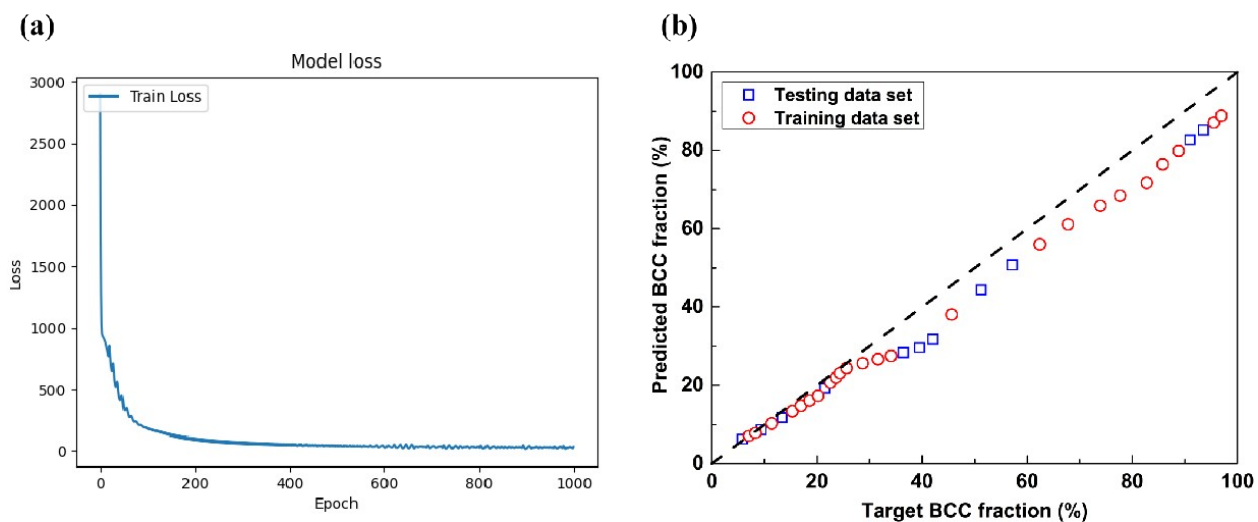 (a)
Model loss
Train Loss
3000
2500
2000
1500
1000
500
0
Loss
0 200 400 600 800 1000
Epoch
(b)
Testing data set
Training data set
100
80
60
40
20
0
Predicted BCC fraction (%)
0 20 40 60 80 100
Target BCC fraction (%)